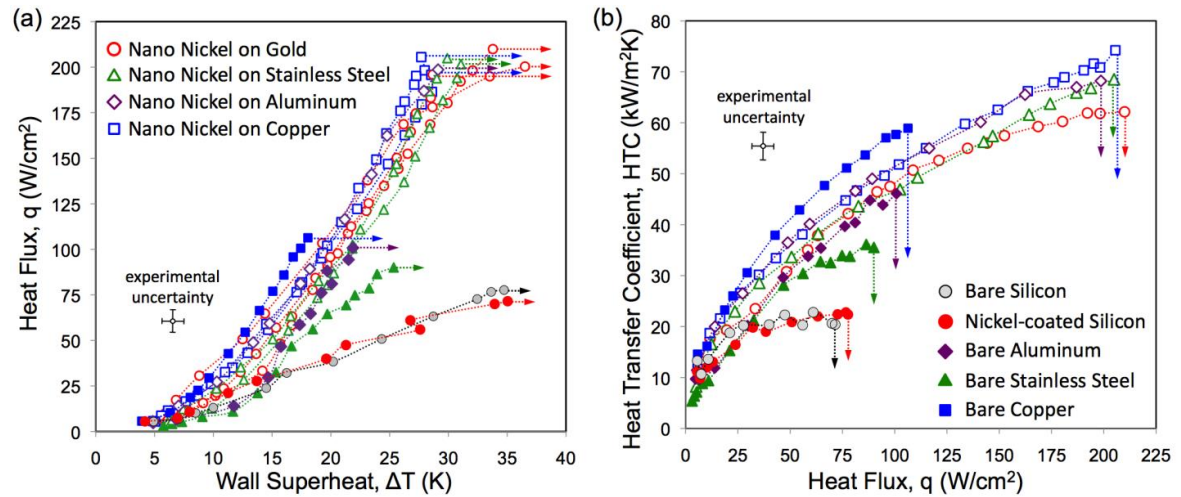 (a)
Heat Flux, q (W/cm²)
225
200
175
150
125
100
75
50
25
0
Nano Nickel on Gold
Nano Nickel on Stainless Steel
Nano Nickel on Aluminum
Nano Nickel on Copper
experimental
uncertainty
0 5 10 15 20 25 30 35 40
Wall Superheat, ΔT (K)
(b)
Heat Transfer Coefficient, HTC (kW/m²K)
80
70
60
50
40
30
20
10
0
experimental
uncertainty
Bare Silicon
Nickel-coated Silicon
Bare Aluminum
Bare Stainless Steel
Bare Copper
0 25 50 75 100 125 150 175 200 225
Heat Flux, q (W/cm²)